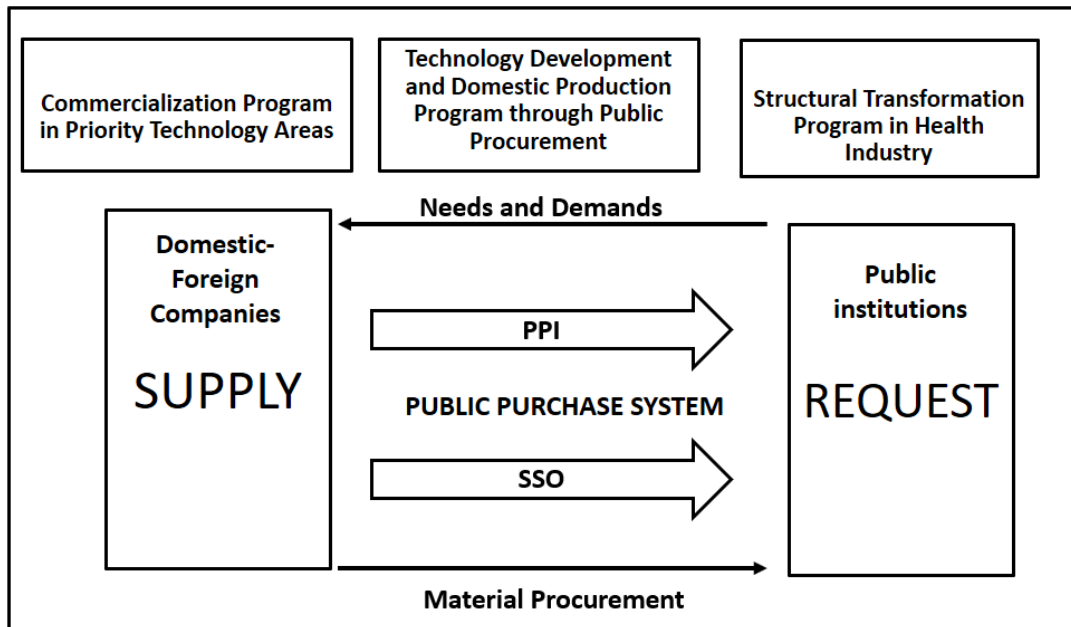 Commercialization Program
in Priority Technology Areas
Technology Development
and Domestic Production
Program through Public
Procurement
Structural Transformation
Program in Health
Industry
Needs and Demands
Domestic-
Foreign
Companies
SUPPLY
PPI
PUBLIC PURCHASE SYSTEM
SSO
Public
institutions
REQUEST
Material Procurement